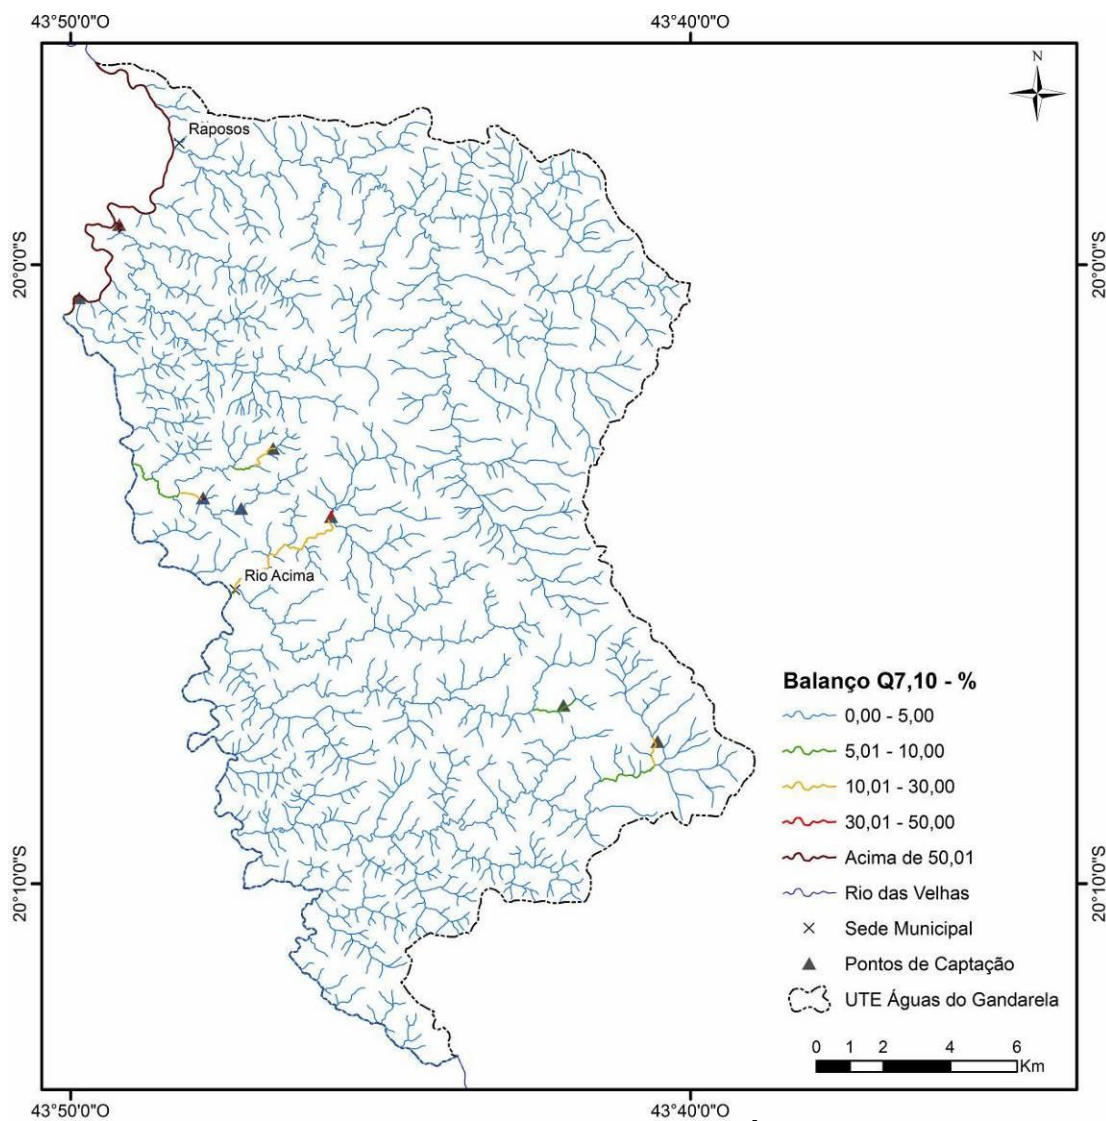 43°50'0"O
43°40'0"O
N
Raposos
20°0'0"S
20°0'0"S
Rio Acima
Balanço Q7,10 - %
0,00 - 5,00
5,01 - 10,00
10,01 - 30,00
30,01 - 50,00
Acima de 50,01
Rio das Velhas
Sede Municipal
Pontos de Captação
UTE Águas do Gandarela
20°10'0"S
20°10'0"S
0 1 2 4 6
Km
43°50'0"O
43°40'0"O